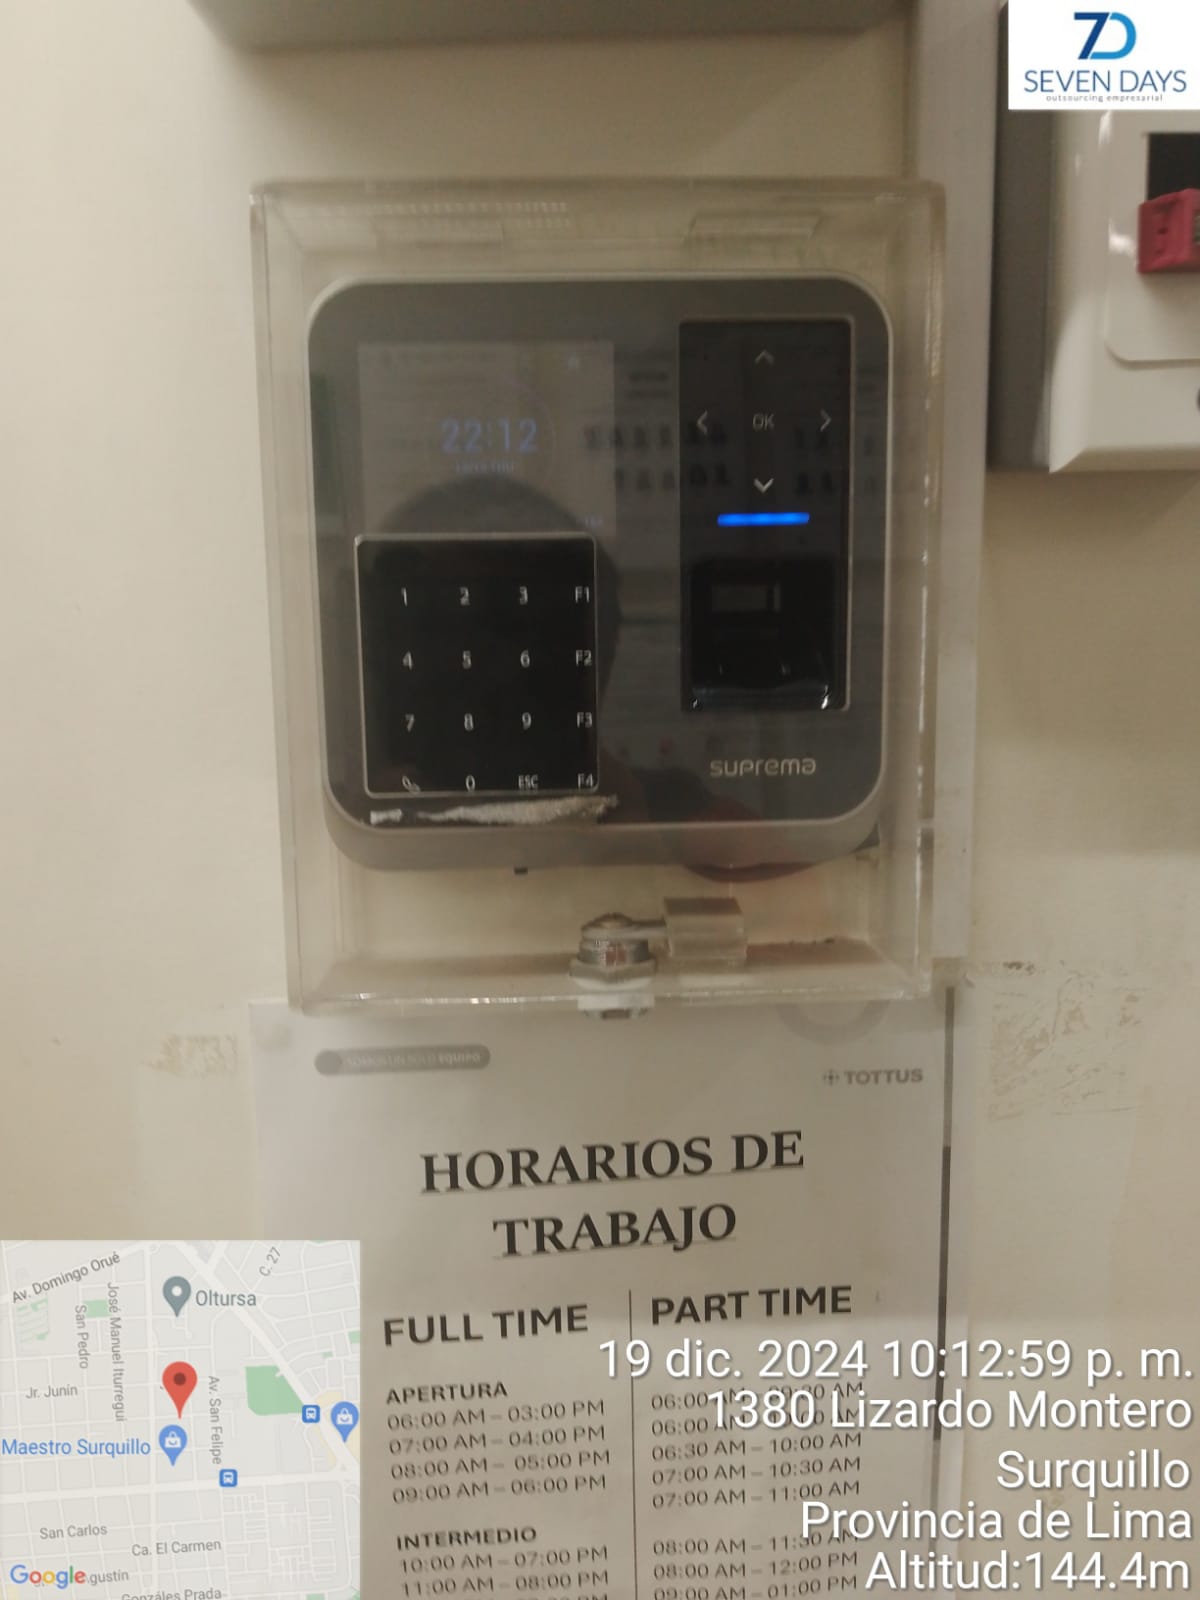 7D
SEVEN DAYS
outsourcing empresarial
22:12
OK
1 2 3 F1
4 5 6 F2
7 8 9 F3
0 ESC F4
suprema
SOMOS UN SOLO EQUIPO
TOTTUS
HORARIOS DE
TRABAJO
FULL TIME
PART TIME
APERTURA
06:00 AM – 03:00 PM
07:00 AM – 04:00 PM
08:00 AM – 05:00 PM
09:00 AM – 06:00 PM
INTERMEDIO
10:00 AM – 07:00 PM
11:00 AM – 08:00 PM
06:00 AM
06:00
06:30 AM – 10:00 AM
07:00 AM – 10:30 AM
07:00 AM – 11:00 AM
08:00 AM – 11:30 AM
08:00 AM – 12:00 PM
09:00 AM – 01:00 PM
19 dic. 2024 10:12:59 p. m.
1380 Lizardo Montero
Surquillo
Provincia de Lima
Altitud:144.4m
Av. Domingo Orué
C. 27
Oltursa
San Pedro
José Manuel Iturregui
Jr. Junín
Av. San Felipe
Maestro Surquillo
San Carlos
Ca. El Carmen
Google
gustin
Gonzáles Prada